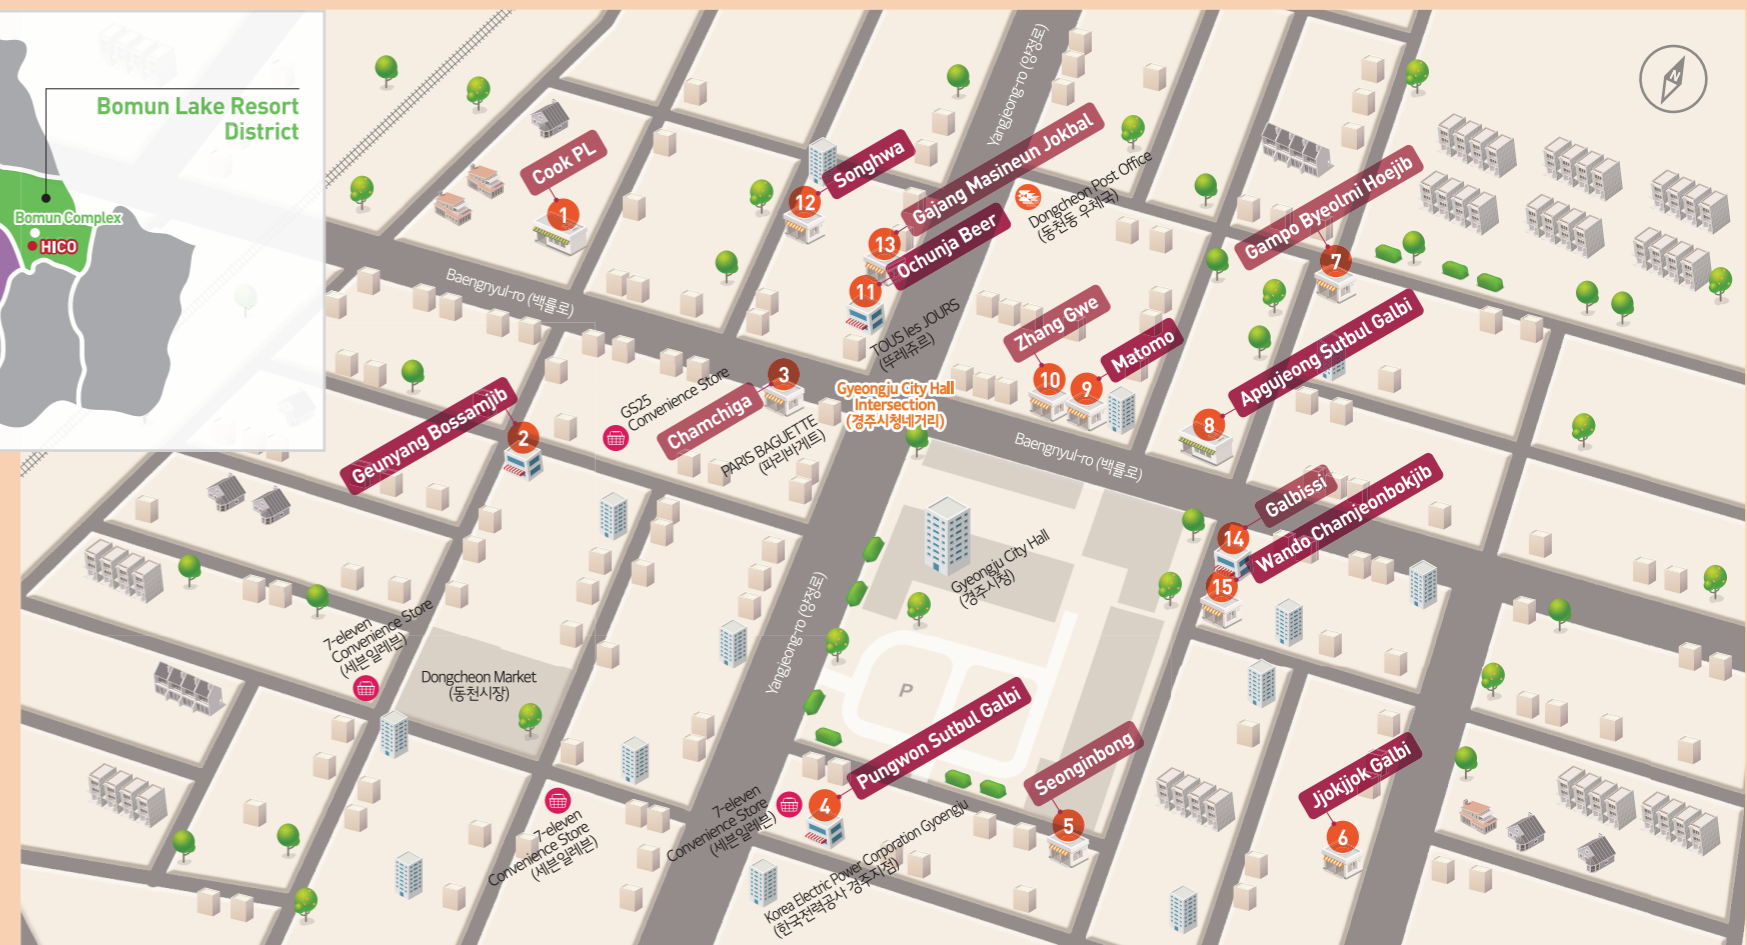 Bomun Lake Resort
District
Bomun Complex
HICO
N
Yangjeong-ro (양정로)
Cook PL
1
Songhwa
12
Gajang Masineun Jokbal
13
Dongcheon Post Office
(동천동 우체국)
Ochunja Beer
11
Gampo Byeolmi Hoejib
7
Baengnyul-ro (백률로)
TOUS les JOURS
(뚜레쥬르)
Zhang Gwe
10
Matomo
9
Apgujeong Sutbul Galbi
8
GS25
Convenience Store
Chamchiga
3
Gyeongju City Hall
Intersection
(경주시청네거리)
PARIS BAGUETTE
(파리바게트)
Geunyang Bossamjib
2
Baengnyul-ro (백률로)
Galbissi
14
Wando Chamjeonbokjib
15
Gyeongju City Hall
(경주시청)
Yangjeong-ro (양정로)
7-eleven
Convenience Store
(세븐일레븐)
Dongcheon Market
(동천시장)
P
Pungwon Sutbul Galbi
4
Seonginbong
5
Jjokjjok Galbi
6
7-eleven
Convenience Store
(세븐일레븐)
7-eleven
Convenience Store
(세븐일레븐)
Korea Electric Power Corporation Gyoengju
(한국전력공사 경주지점)